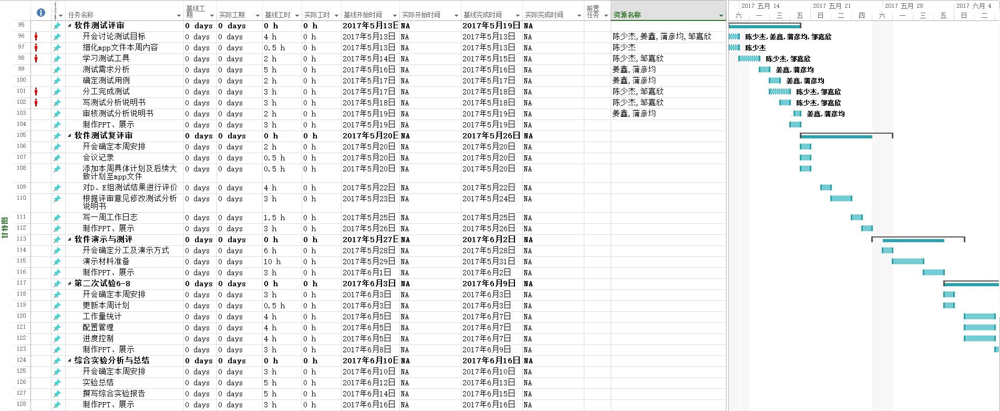 任务名称 基线工期 实际工期 基线工时 实际工时 基线开始时间 实际开始时间 基线完成时间 实际完成时间 前置任务 资源名称
2017 五月 14 2017 五月 21 2017 五月 28 2017 六月 4
六 一 三 五 日 二 四 六 一 三 五 日 二
甘特图
95 软件测试评审 0 days 0 days 0 h 0 h 2017年5月13日 NA 2017年5月19日 NA
96 开会讨论测试目标 0 days 0 days 4 h 0 h 2017年5月13日 NA 2017年5月13日 NA 陈少杰,姜鑫,蒲彦均,邹嘉欣 陈少杰,姜鑫,蒲彦均,邹嘉欣
97 细化mpp文件本周内容 0 days 0 days 0.5 h 0 h 2017年5月13日 NA 2017年5月13日 NA 陈少杰 陈少杰
98 学习测试工具 0 days 0 days 2 h 0 h 2017年5月14日 NA 2017年5月15日 NA 陈少杰,邹嘉欣 陈少杰,邹嘉欣
99 测试需求分析 0 days 0 days 5 h 0 h 2017年5月16日 NA 2017年5月16日 NA 姜鑫,蒲彦均 姜鑫,蒲彦均
100 确定测试用例 0 days 0 days 2 h 0 h 2017年5月17日 NA 2017年5月17日 NA 姜鑫,蒲彦均 姜鑫,蒲彦均
101 分工完成测试 0 days 0 days 3 h 0 h 2017年5月17日 NA 2017年5月18日 NA 陈少杰,邹嘉欣 陈少杰,邹嘉欣
102 写测试分析说明书 0 days 0 days 3 h 0 h 2017年5月18日 NA 2017年5月18日 NA 陈少杰,邹嘉欣 陈少杰,邹嘉欣
103 审核测试分析说明书 0 days 0 days 2 h 0 h 2017年5月19日 NA 2017年5月19日 NA 姜鑫,蒲彦均 姜鑫,蒲彦均
104 制作PPT、展示 0 days 0 days 3 h 0 h 2017年5月19日 NA 2017年5月19日 NA
105 软件测试复评审 0 days 0 days 0 h 0 h 2017年5月20日 NA 2017年5月26日 NA
106 开会确定本周安排 0 days 0 days 2 h 0 h 2017年5月20日 NA 2017年5月20日 NA
107 会议记录 0 days 0 days 0.5 h 0 h 2017年5月20日 NA 2017年5月20日 NA
108 添加本周具体计划及后续大 0 days 0 days 0.5 h 0 h 2017年5月20日 NA 2017年5月20日 NA
致计划至mpp文件
109 对D、E组测试结果进行评价 0 days 0 days 4 h 0 h 2017年5月22日 NA 2017年5月22日 NA
110 根据评审意见修改测试分析 0 days 0 days 3 h 0 h 2017年5月23日 NA 2017年5月24日 NA
说明书
111 写一周工作日志 0 days 0 days 1.5 h 0 h 2017年5月25日 NA 2017年5月25日 NA
112 制作PPT、展示 0 days 0 days 3 h 0 h 2017年5月26日 NA 2017年5月26日 NA
113 软件演示与测评 0 days 0 days 0 h 0 h 2017年5月27日 NA 2017年6月2日 NA
114 开会确定分工及演示方式 0 days 0 days 6 h 0 h 2017年5月28日 NA 2017年5月28日 NA
115 演示材料准备 0 days 0 days 10 h 0 h 2017年5月29日 NA 2017年5月31日 NA
116 制作PPT、展示 0 days 0 days 3 h 0 h 2017年6月1日 NA 2017年6月2日 NA
117 第二次试验6-8 0 days 0 days 0 h 0 h 2017年6月3日 NA 2017年6月9日 NA
118 开会确定本周安排 0 days 0 days 3 h 0 h 2017年6月3日 NA 2017年6月3日 NA
119 更新本周计划 0 days 0 days 0.5 h 0 h 2017年6月3日 NA 2017年6月3日 NA
120 工作量统计 0 days 0 days 4 h 0 h 2017年6月5日 NA 2017年6月7日 NA
121 配置管理 0 days 0 days 4 h 0 h 2017年6月5日 NA 2017年6月7日 NA
122 进度控制 0 days 0 days 4 h 0 h 2017年6月5日 NA 2017年6月7日 NA
123 制作PPT、展示 0 days 0 days 3 h 0 h 2017年6月8日 NA 2017年6月9日 NA
124 综合实验分析与总结 0 days 0 days 0 h 0 h 2017年6月10日 NA 2017年6月16日 NA
125 开会确定本周安排 0 days 0 days 3 h 0 h 2017年6月10日 NA 2017年6月10日 NA
126 实验总结 0 days 0 days 5 h 0 h 2017年6月12日 NA 2017年6月13日 NA
127 撰写综合实验报告 0 days 0 days 5 h 0 h 2017年6月14日 NA 2017年6月15日 NA
128 制作PPT、展示 0 days 0 days 3 h 0 h 2017年6月16日 NA 2017年6月16日 NA